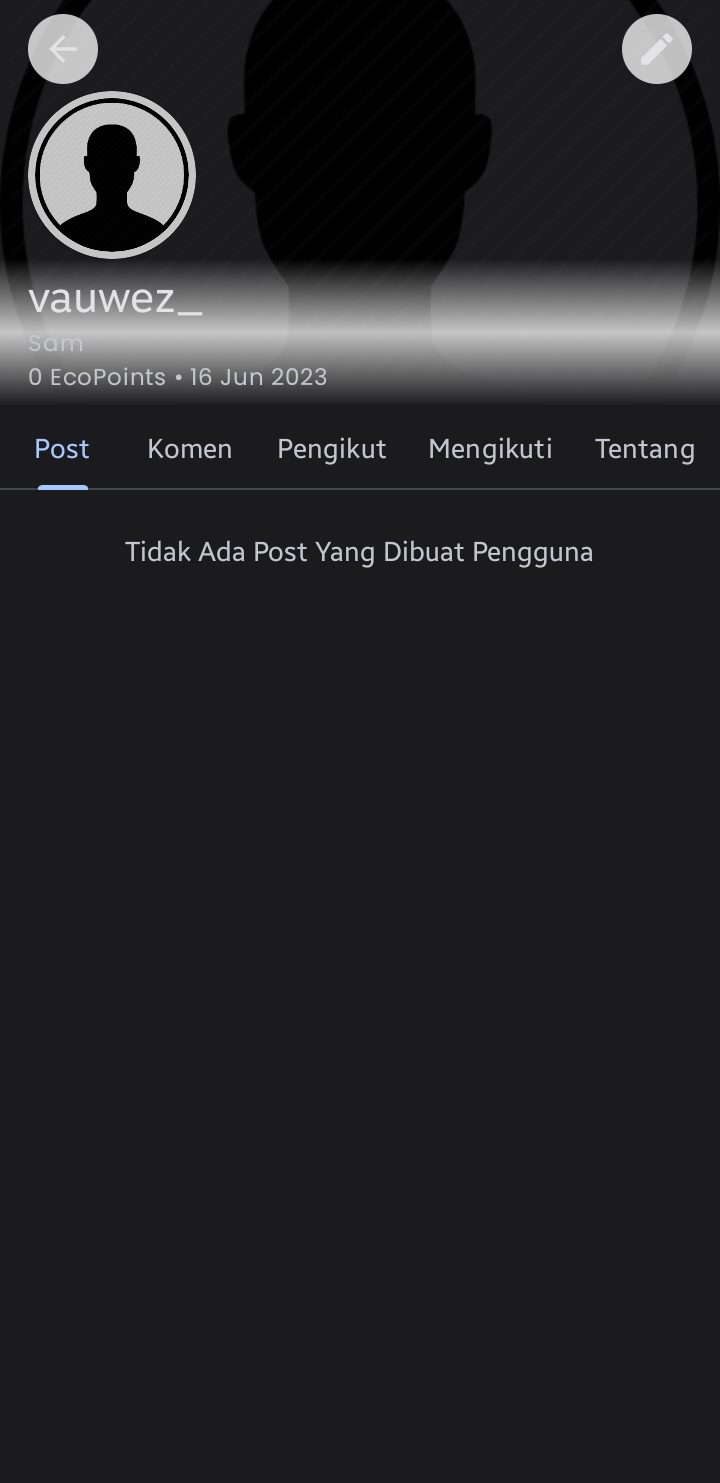 vauwez_
Sam
0 EcoPoints • 16 Jun 2023
Post Komen Pengikut Mengikuti Tentang
Tidak Ada Post Yang Dibuat Pengguna